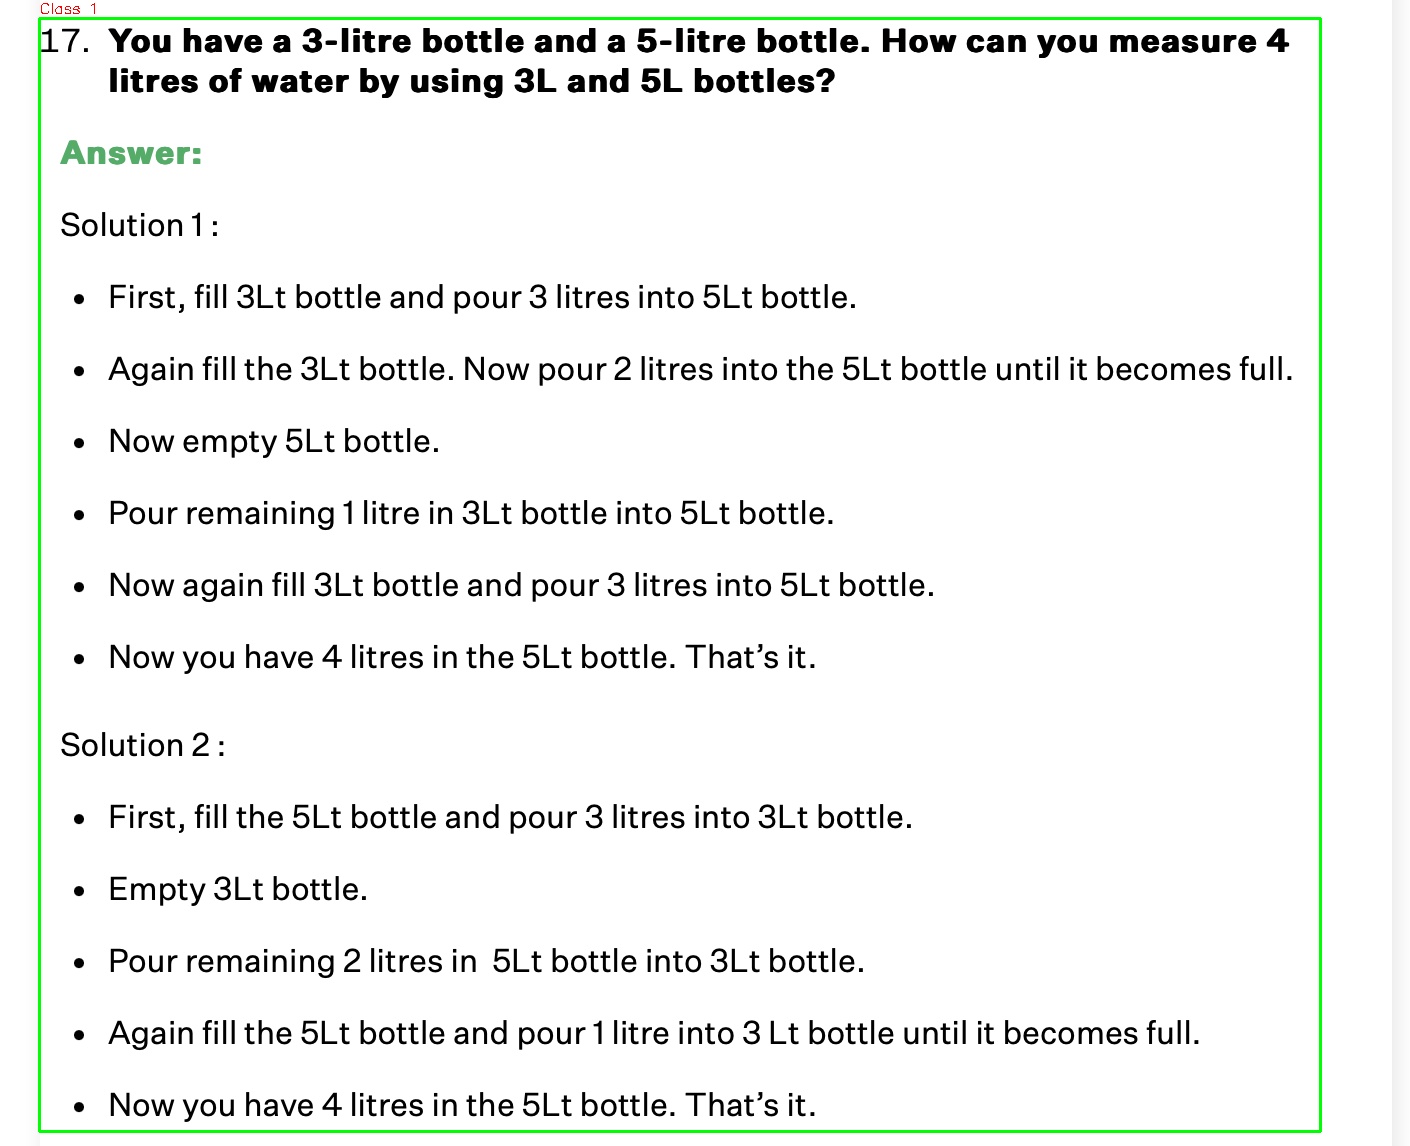 Class 1
17. You have a 3-litre bottle and a 5-litre bottle. How can you measure 4
litres of water by using 3L and 5L bottles?
Answer:
Solution 1 :
• First, fill 3Lt bottle and pour 3 litres into 5Lt bottle.
• Again fill the 3Lt bottle. Now pour 2 litres into the 5Lt bottle until it becomes full.
• Now empty 5Lt bottle.
• Pour remaining 1 litre in 3Lt bottle into 5Lt bottle.
• Now again fill 3Lt bottle and pour 3 litres into 5Lt bottle.
• Now you have 4 litres in the 5Lt bottle. That’s it.
Solution 2 :
• First, fill the 5Lt bottle and pour 3 litres into 3Lt bottle.
• Empty 3Lt bottle.
• Pour remaining 2 litres in  5Lt bottle into 3Lt bottle.
• Again fill the 5Lt bottle and pour 1 litre into 3 Lt bottle until it becomes full.
• Now you have 4 litres in the 5Lt bottle. That’s it.